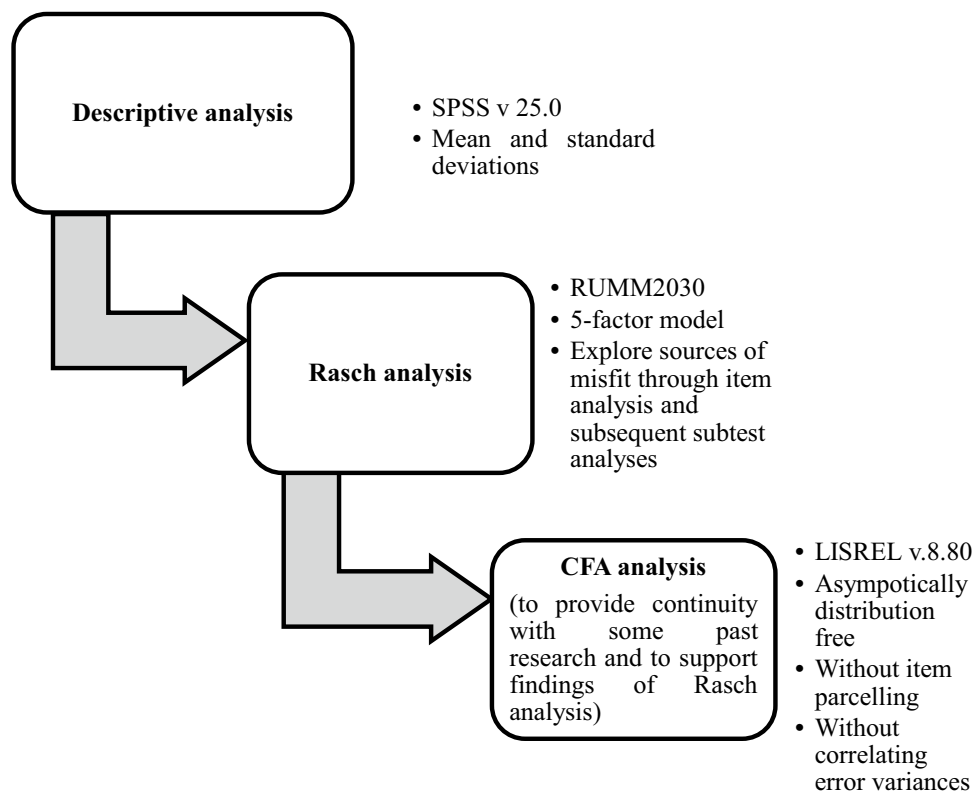 Descriptive analysis
• SPSS v 25.0
• Mean and standard
deviations
Rasch analysis
• RUMM2030
• 5-factor model
• Explore sources of
misfit through item
analysis and
subsequent subtest
analyses
CFA analysis
(to provide continuity
with some past
research and to support
findings of Rasch
analysis)
• LISREL v.8.80
• Asympotically
distribution
free
• Without item
parcelling
• Without
correlating
error variances